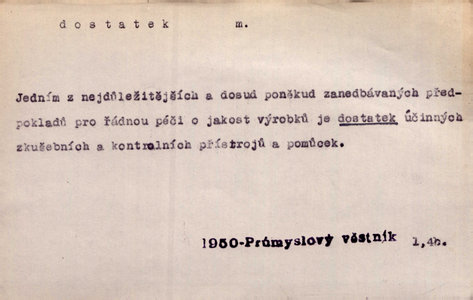 dostatek m.
Jedním z nejdůležitějších a dosud poněkud zanedbávaných před-
pokladů pro řádnou péči o jakost výrobků je dostatek účinných
zkušebních a kontrolních přístrojů a pomůcek.
1950-Průmyslový věstník 1,4b.